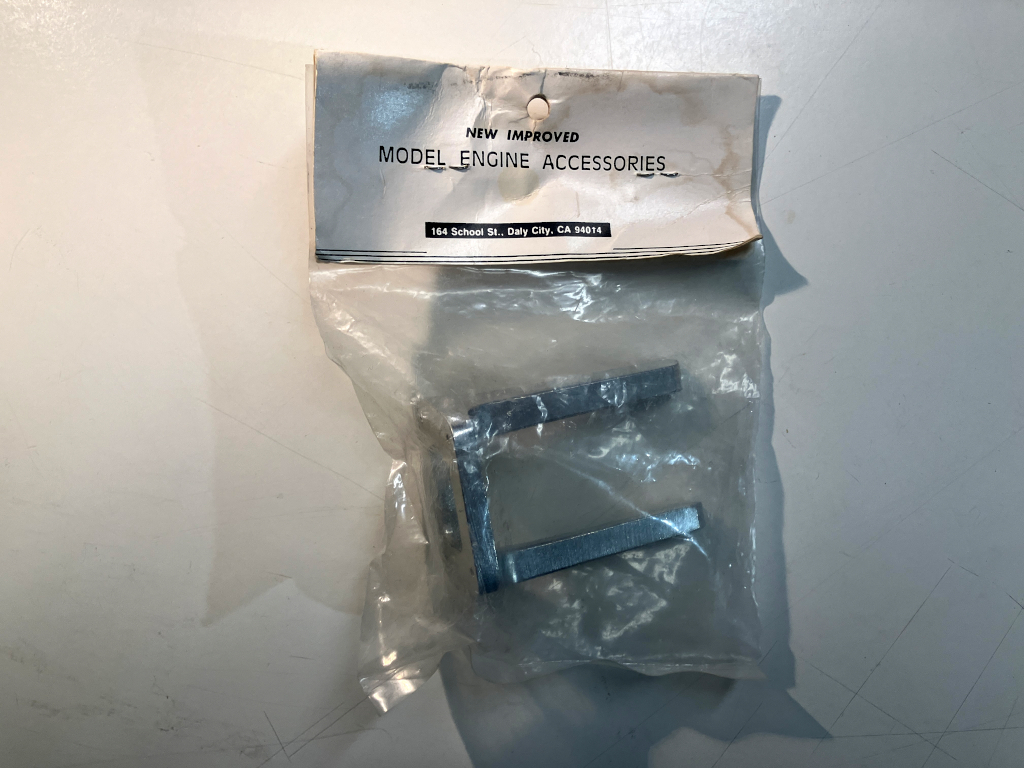 NEW IMPROVED
MODEL ENGINE ACCESSORIES
164 School St., Daly City, CA 94014